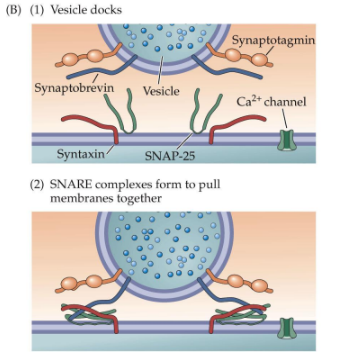 (B) (1) Vesicle docks
Synaptotagmin
Synaptobrevin
Vesicle
Ca²⁺ channel
Syntaxin
SNAP-25
(2) SNARE complexes form to pull
membranes together